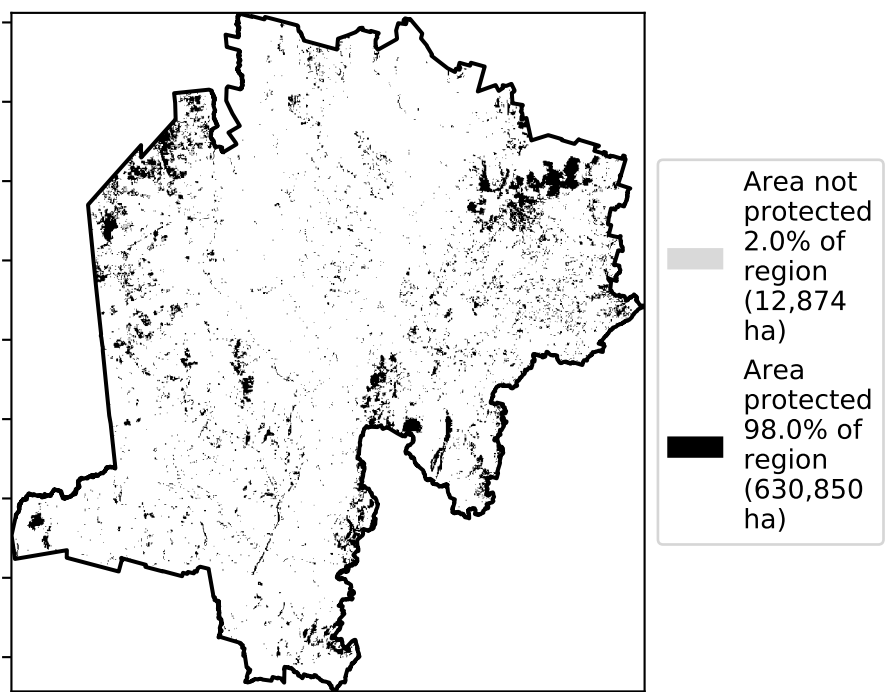 Area not
protected
2.0% of
region
(12,874
ha)
Area
protected
98.0% of
region
(630,850
ha)